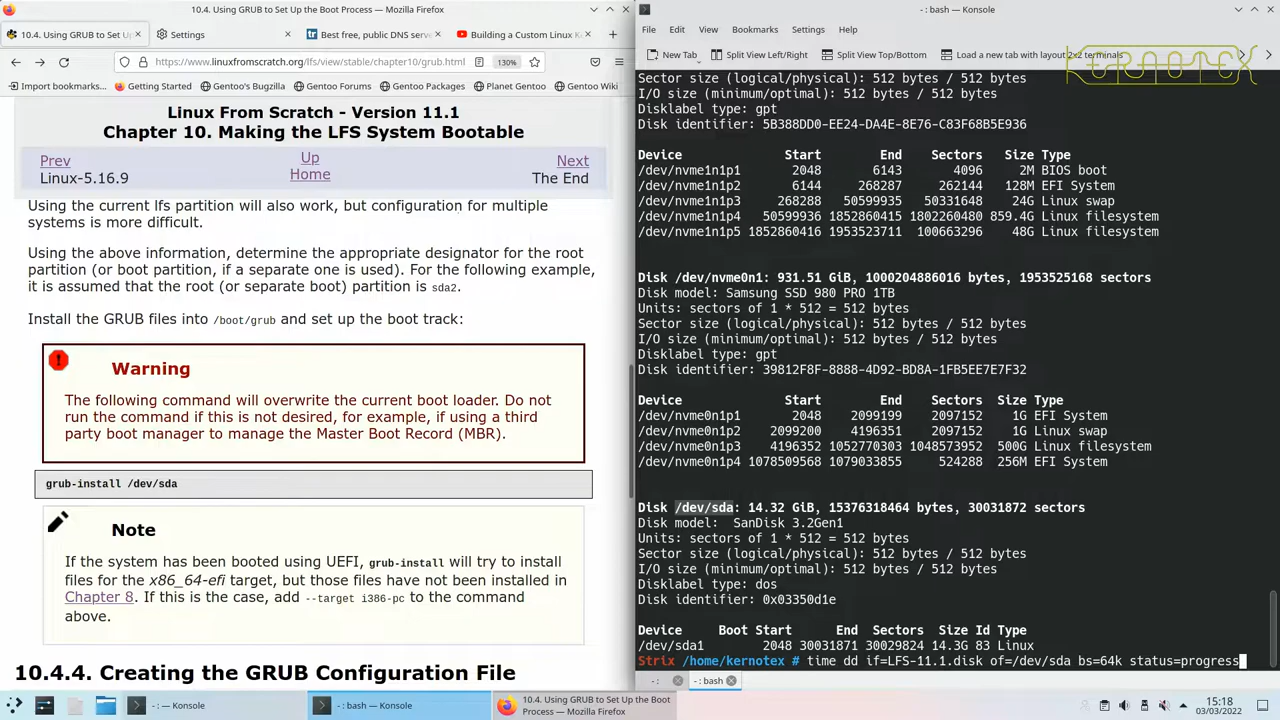 10.4. Using GRUB to Set Up the Boot Process — Mozilla Firefox
10.4. Using GRUB to Set Up
Settings
Best free, public DNS serve
Building a Custom Linux Ke
https://www.linuxfromscratch.org/lfs/view/stable/chapter10/grub.html
130%
Import bookmarks...
Getting Started
Gentoo's Bugzilla
Gentoo Forums
Gentoo Packages
Planet Gentoo
Gentoo Wiki
Linux From Scratch - Version 11.1
Chapter 10. Making the LFS System Bootable
Prev
Up
Next
Linux-5.16.9
Home
The End
Using the current lfs partition will also work, but configuration for multiple
systems is more difficult.
Using the above information, determine the appropriate designator for the root
partition (or boot partition, if a separate one is used). For the following example,
it is assumed that the root (or separate boot) partition is sda2.
Install the GRUB files into /boot/grub and set up the boot track:
Warning
The following command will overwrite the current boot loader. Do not
run the command if this is not desired, for example, if using a third
party boot manager to manage the Master Boot Record (MBR).
grub-install /dev/sda
Note
If the system has been booted using UEFI, grub-install will try to install
files for the x86_64-efi target, but those files have not been installed in
Chapter 8. If this is the case, add --target i386-pc to the command
above.
10.4.4. Creating the GRUB Configuration File
- : bash — Konsole
File Edit View Bookmarks Settings Help
New Tab
Split View Left/Right
Split View Top/Bottom
Load a new tab with layout 2x2 terminals
KERNOTEX
Sector size (logical/physical): 512 bytes / 512 bytes
I/O size (minimum/optimal): 512 bytes / 512 bytes
Disklabel type: gpt
Disk identifier: 5B388DD0-EE24-DA4E-8E76-C83F68B5E936
Device Start End Sectors Size Type
/dev/nvme1n1p1 2048 6143 4096 2M BIOS boot
/dev/nvme1n1p2 6144 268287 262144 128M EFI System
/dev/nvme1n1p3 268288 50599935 50331648 24G Linux swap
/dev/nvme1n1p4 50599936 1852860415 1802260480 859.4G Linux filesystem
/dev/nvme1n1p5 1852860416 1953523711 100663296 48G Linux filesystem
Disk /dev/nvme0n1: 931.51 GiB, 1000204886016 bytes, 1953525168 sectors
Disk model: Samsung SSD 980 PRO 1TB
Units: sectors of 1 * 512 = 512 bytes
Sector size (logical/physical): 512 bytes / 512 bytes
I/O size (minimum/optimal): 512 bytes / 512 bytes
Disklabel type: gpt
Disk identifier: 39812F8F-8888-4D92-BD8A-1FB5EE7E7F32
Device Start End Sectors Size Type
/dev/nvme0n1p1 2048 2099199 2097152 1G EFI System
/dev/nvme0n1p2 2099200 4196351 2097152 1G Linux swap
/dev/nvme0n1p3 4196352 1052770303 1048573952 500G Linux filesystem
/dev/nvme0n1p4 1078509568 1079033855 524288 256M EFI System
Disk /dev/sda: 14.32 GiB, 15376318464 bytes, 30031872 sectors
Disk model: SanDisk 3.2Gen1
Units: sectors of 1 * 512 = 512 bytes
Sector size (logical/physical): 512 bytes / 512 bytes
I/O size (minimum/optimal): 512 bytes / 512 bytes
Disklabel type: dos
Disk identifier: 0x03350d1e
Device Boot Start End Sectors Size Id Type
/dev/sda1 2048 30031871 30029824 14.3G 83 Linux
Strix /home/kernotex # time dd if=LFS-11.1.disk of=/dev/sda bs=64k status=progress
- :
- : bash
- : — Konsole
- : bash — Konsole
10.4. Using GRUB to Set Up the Boot
Process — Mozilla Firefox
15:18
03/03/2022